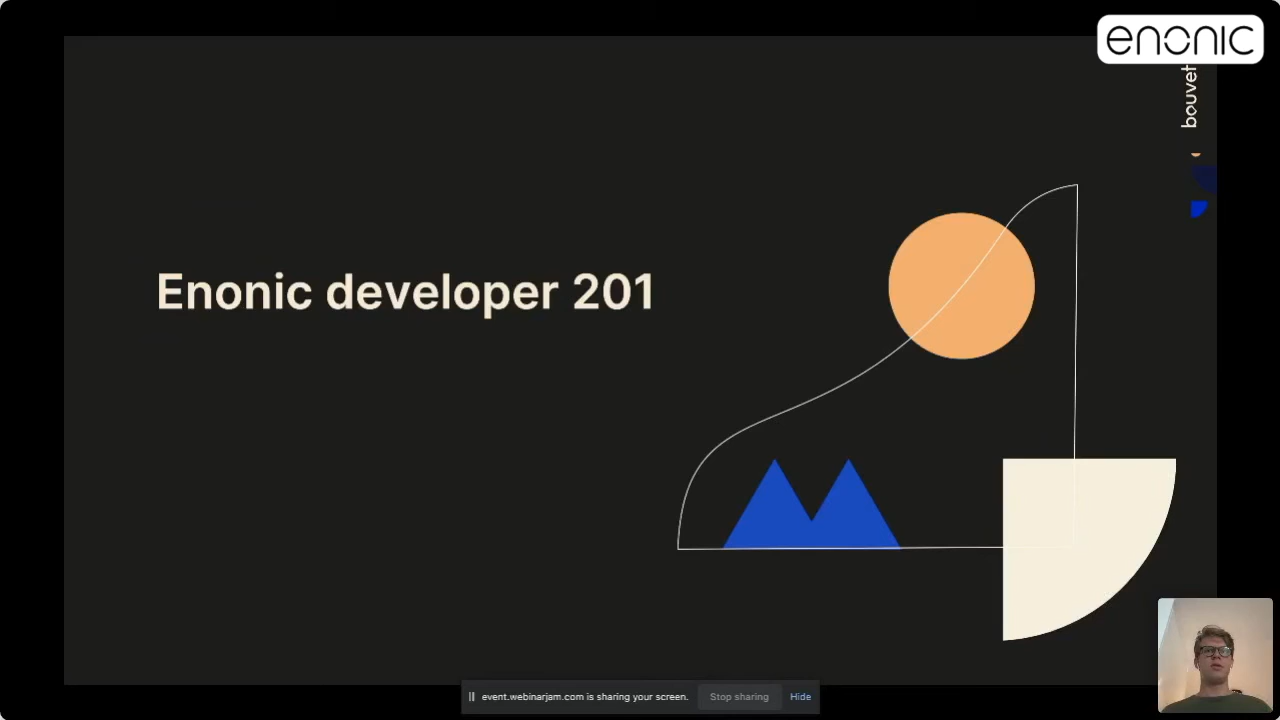 enonic
bouvet
Enonic developer 201
event.webinarjam.com is sharing your screen.
Stop sharing
Hide